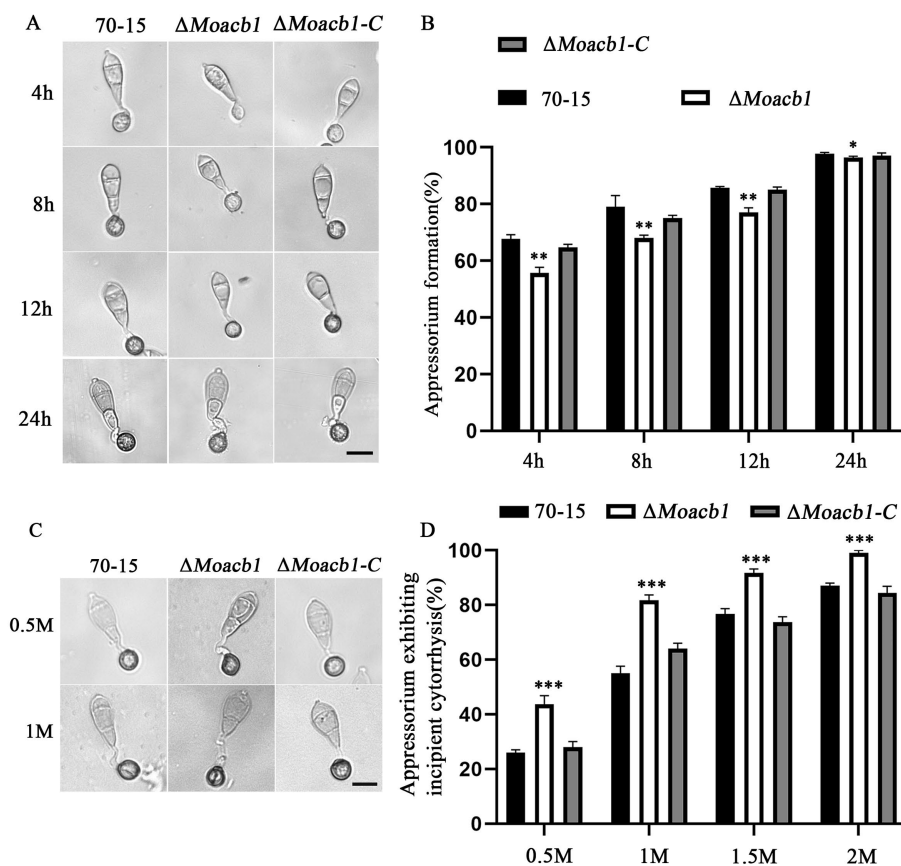 A
70-15 ΔMoacb1 ΔMoacb1-C
4h
8h
12h
24h
B
ΔMoacb1-C
70-15 ΔMoacb1
Appressorium formation(%)
100
80
60
40
20
0
** ** ** *
4h 8h 12h 24h
C
70-15 ΔMoacb1 ΔMoacb1-C
0.5M
1M
D
70-15 ΔMoacb1 ΔMoacb1-C
Appressorium exhibiting
incipient cytorrhysis(%)
100
80
60
40
20
0
*** *** *** ***
0.5M 1M 1.5M 2M